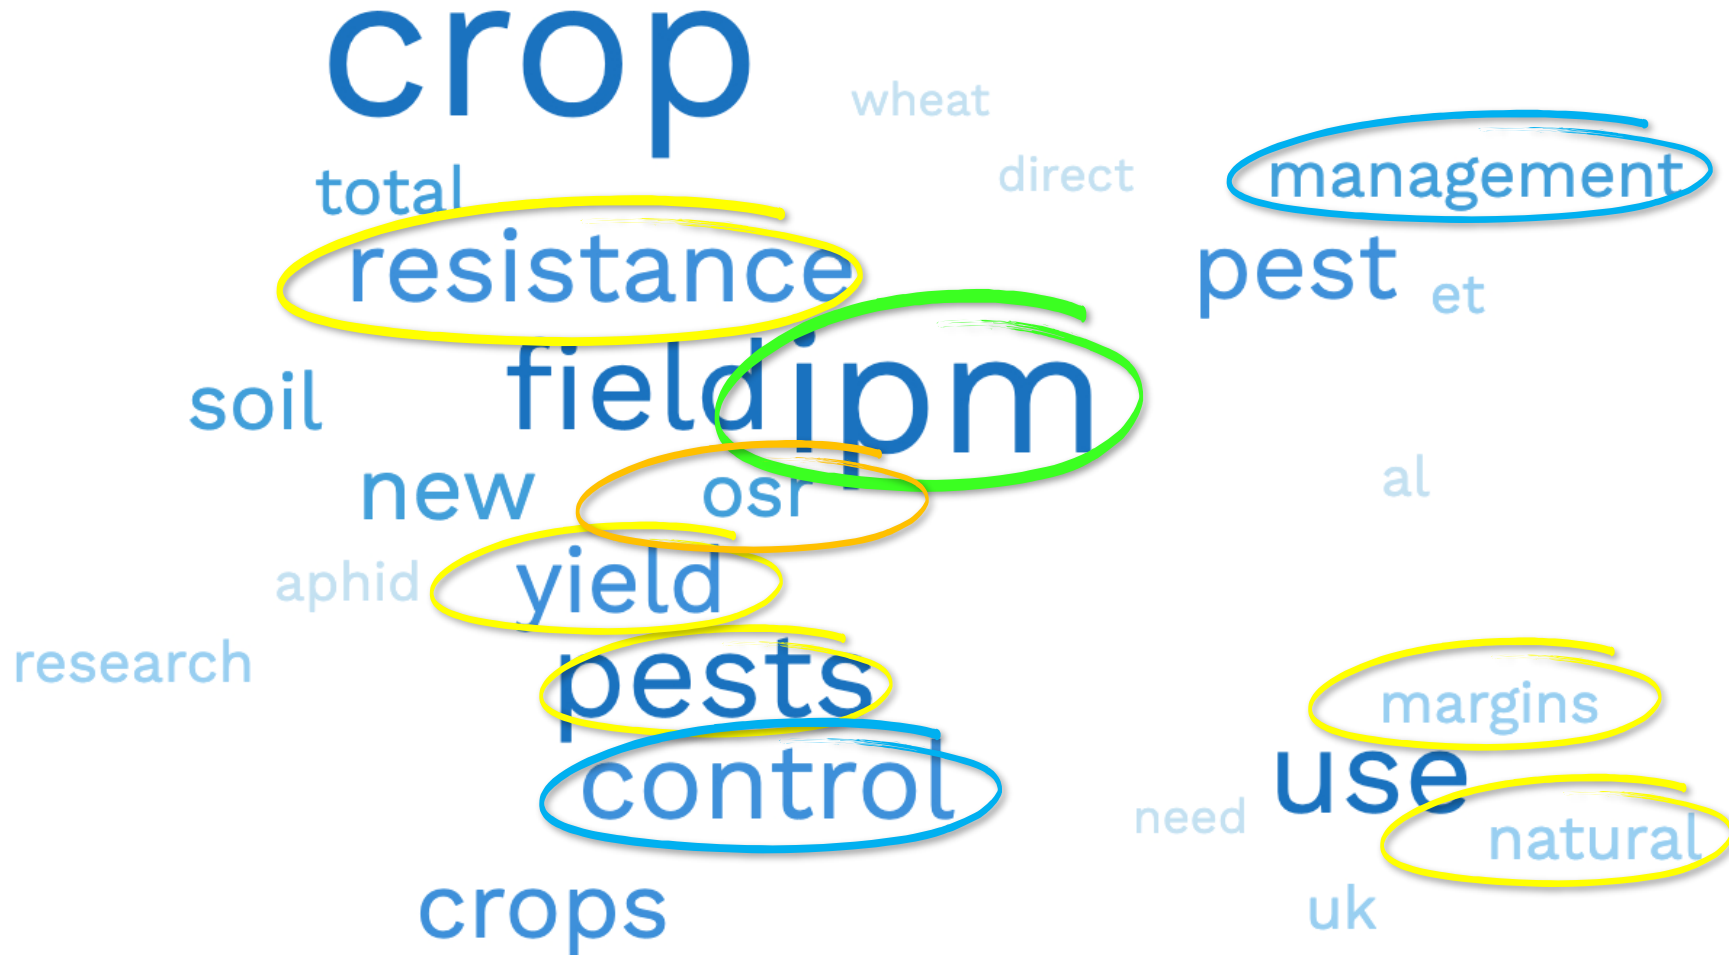 crop
wheat
total
direct
management
resistance
pest
et
field
ipm
soil
new
osr
al
aphid
yield
research
pests
margins
control
use
need
natural
crops
uk